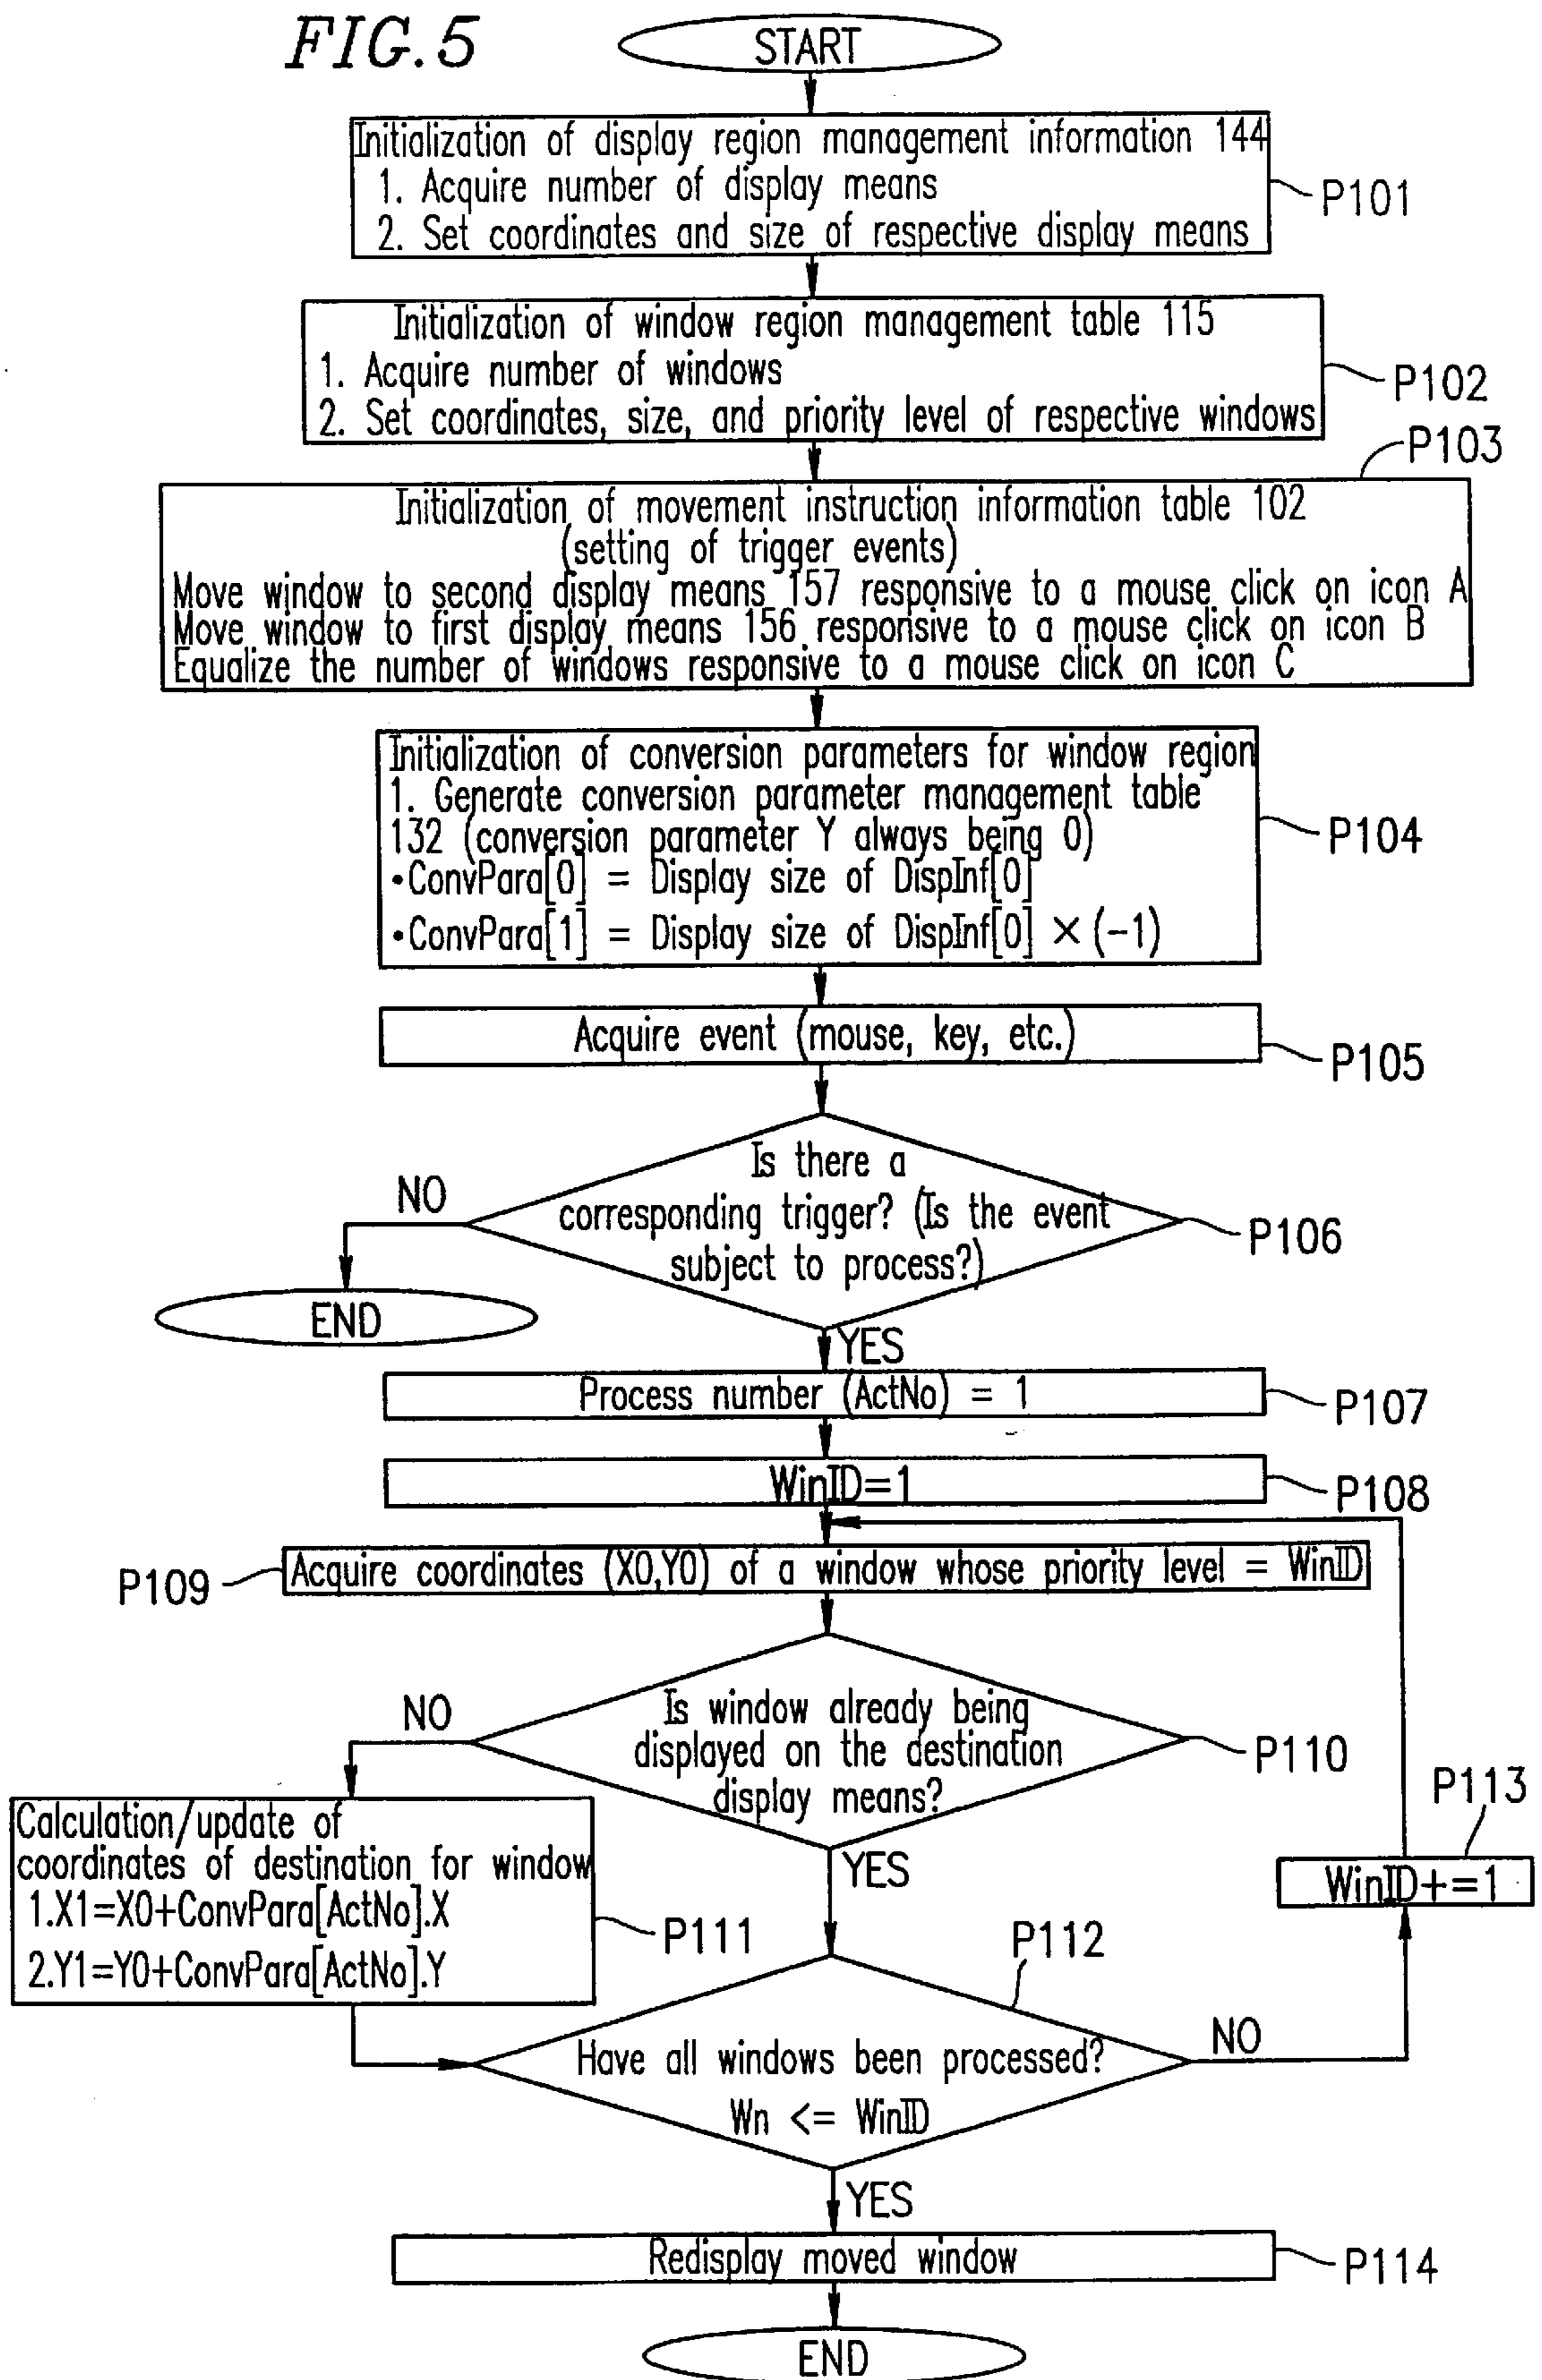 FIG.5
START
Initialization of display region management information 144
1. Acquire number of display means
2. Set coordinates and size of respective display means
P101
Initialization of window region management table 115
1. Acquire number of windows
2. Set coordinates, size, and priority level of respective windows
P102
P103
Initialization of movement instruction information table 102
(setting of trigger events)
Move window to second display means 157 responsive to a mouse click on icon A
Move window to first display means 156 responsive to a mouse click on icon B
Equalize the number of windows responsive to a mouse click on icon C
Initialization of conversion parameters for window region
1. Generate conversion parameter management table
132 (conversion parameter Y always being 0)
•ConvPara[0] = Display size of DispInf[0]
•ConvPara[1] = Display size of DispInf[0] ×(-1)
P104
Acquire event (mouse, key, etc.)
P105
Is there a
corresponding trigger? (Is the event
subject to process?)
P106
NO
END
YES
Process number (ActNo) = 1
P107
WinID=1
P108
P109
Acquire coordinates (X0,Y0) of a window whose priority level = WinID
Is window already being
displayed on the destination
display means?
P110
NO
YES
Calculation/update of
coordinates of destination for window
1.X1=X0+ConvPara[ActNo].X
2.Y1=Y0+ConvPara[ActNo].Y
P111
P113
WinID+=1
P112
Have all windows been processed?
Wn <= WinID
NO
YES
Redisplay moved window
P114
END